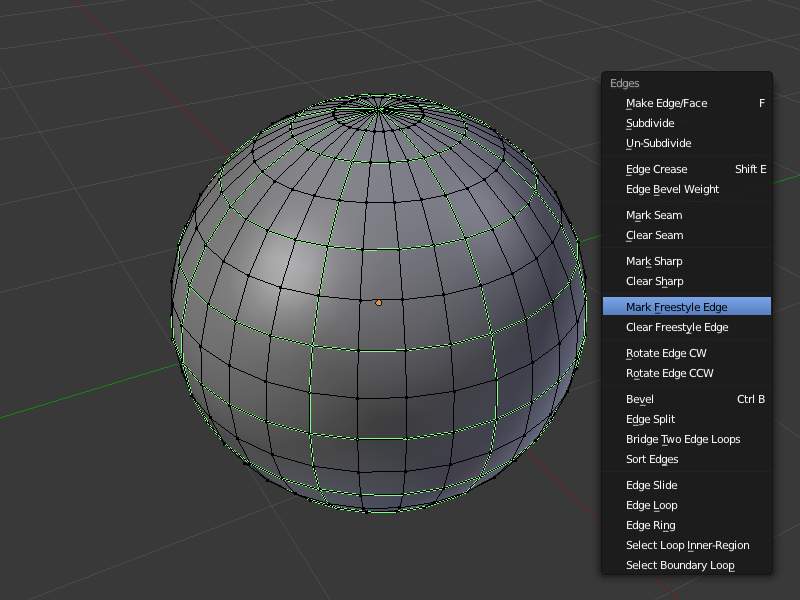 Edges
Make Edge/Face F
Subdivide
Un-Subdivide
Edge Crease Shift E
Edge Bevel Weight
Mark Seam
Clear Seam
Mark Sharp
Clear Sharp
Mark Freestyle Edge
Clear Freestyle Edge
Rotate Edge CW
Rotate Edge CCW
Bevel Ctrl B
Edge Split
Bridge Two Edge Loops
Sort Edges
Edge Slide
Edge Loop
Edge Ring
Select Loop Inner-Region
Select Boundary Loop